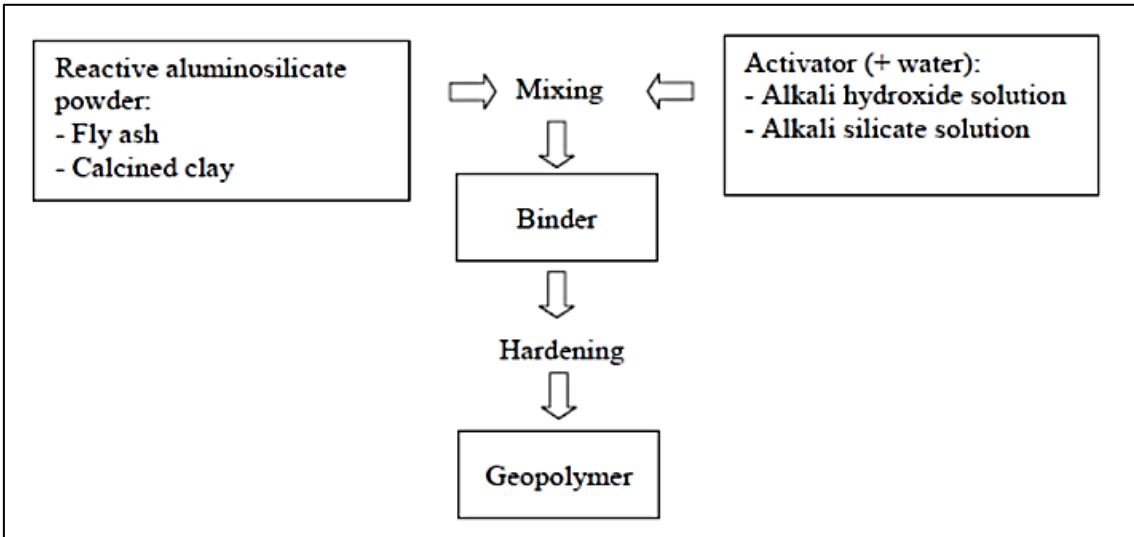 Reactive aluminosilicate
powder:
- Fly ash
- Calcined clay
Mixing
Activator (+ water):
- Alkali hydroxide solution
- Alkali silicate solution
Binder
Hardening
Geopolymer